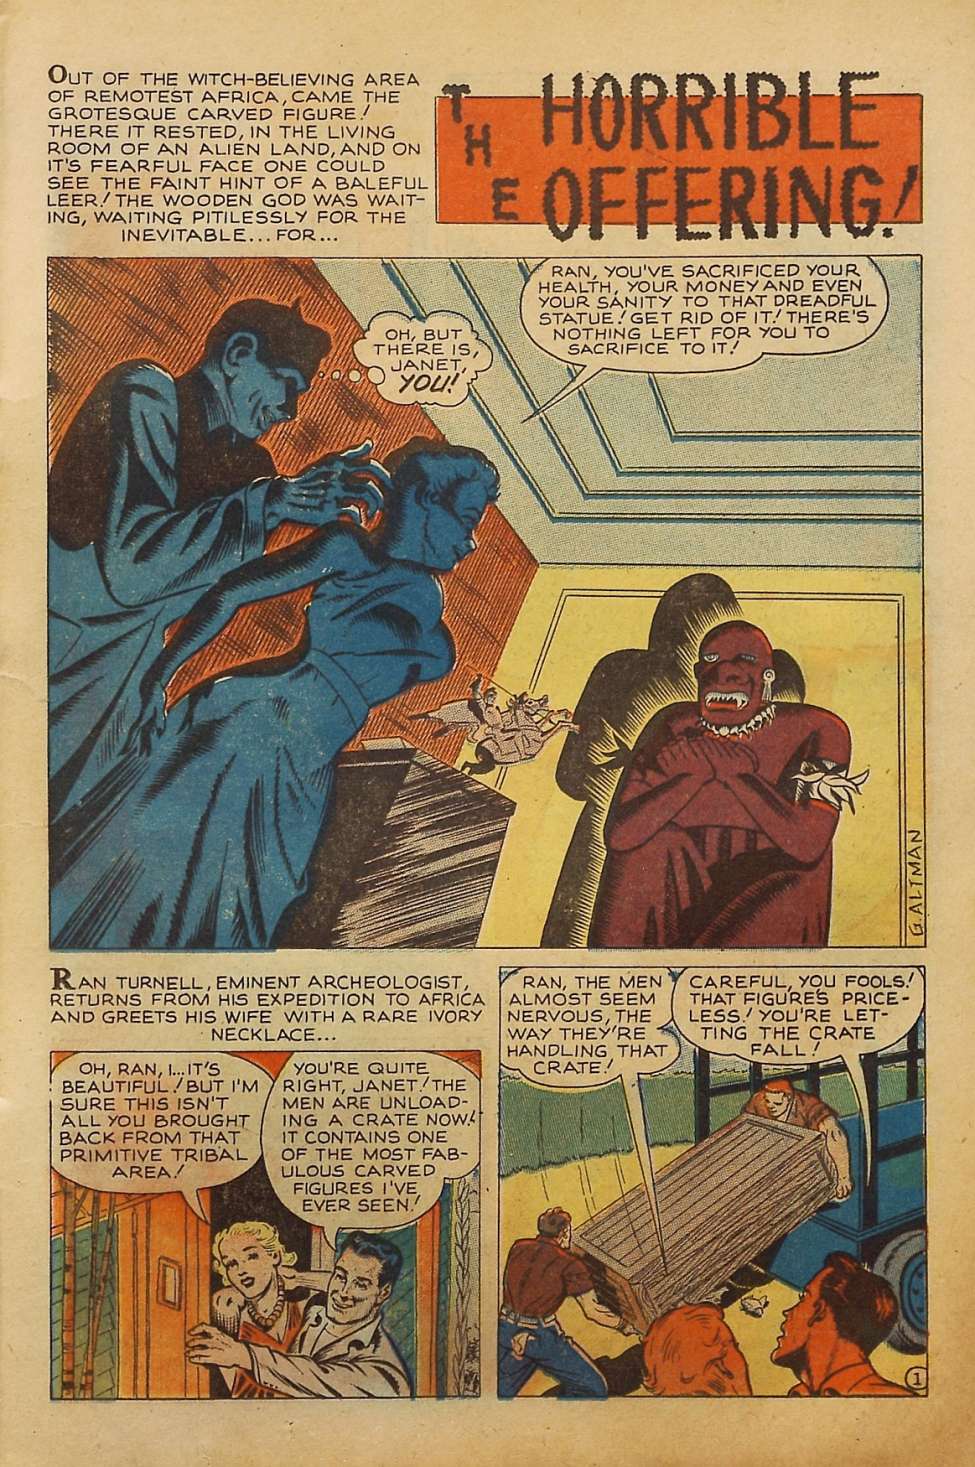 OUT OF THE WITCH-BELIEVING AREA
OF REMOTEST AFRICA, CAME THE
GROTESQUE CARVED FIGURE!
THERE IT RESTED, IN THE LIVING
ROOM OF AN ALIEN LAND, AND ON
IT'S FEARFUL FACE ONE COULD
SEE THE FAINT HINT OF A BALEFUL
LEER! THE WOODEN GOD WAS WAIT-
ING, WAITING PITILESSLY FOR THE
INEVITABLE... FOR...
THE HORRIBLE
OFFERING!
RAN, YOU'VE SACRIFICED YOUR
HEALTH, YOUR MONEY AND EVEN
YOUR SANITY TO THAT DREADFUL
STATUE! GET RID OF IT! THERE'S
NOTHING LEFT FOR YOU TO
SACRIFICE TO IT!
OH, BUT
THERE IS,
JANET,
YOU!
G. ALTMAN
RAN TURNELL, EMINENT ARCHEOLOGIST,
RETURNS FROM HIS EXPEDITION TO AFRICA
AND GREETS HIS WIFE WITH A RARE IVORY
NECKLACE...
OH, RAN, I...IT'S
BEAUTIFUL! BUT I'M
SURE THIS ISN'T
ALL YOU BROUGHT
BACK FROM THAT
PRIMITIVE TRIBAL
AREA!
YOU'RE QUITE
RIGHT, JANET! THE
MEN ARE UNLOAD-
ING A CRATE NOW!
IT CONTAINS ONE
OF THE MOST FAB-
ULOUS CARVED
FIGURES I'VE
EVER SEEN!
RAN, THE MEN
ALMOST SEEM
NERVOUS, THE
WAY THEY'RE
HANDLING THAT
CRATE!
CAREFUL, YOU FOOLS!
THAT FIGURE'S PRICE-
LESS! YOU'RE LET-
TING THE CRATE
FALL!
1